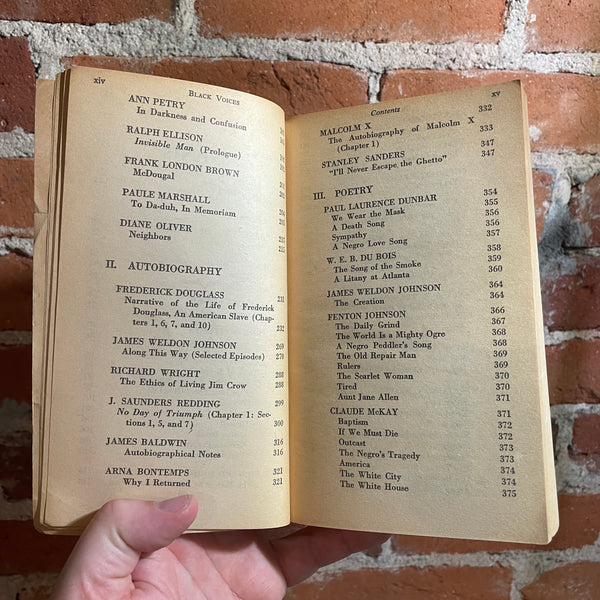 xiv BLACK VOICES
ANN PETRY
In Darkness and Confusion
RALPH ELLISON
Invisible Man (Prologue)
FRANK LONDON BROWN
McDougal
PAULE MARSHALL
To Da-duh, In Memoriam
DIANE OLIVER
Neighbors
II. AUTOBIOGRAPHY
FREDERICK DOUGLASS 231
Narrative of the Life of Frederick
Douglass, An American Slave (Chap-
ters 1, 6, 7, and 10) 232
JAMES WELDON JOHNSON 269
Along This Way (Selected Episodes) 270
RICHARD WRIGHT 288
The Ethics of Living Jim Crow 288
J. SAUNDERS REDDING 299
No Day of Triumph (Chapter 1: Sec-
tions 1, 5, and 7) 300
JAMES BALDWIN 316
Autobiographical Notes 316
ARNA BONTEMPS 321
Why I Returned 321
Contents xv
MALCOLM X 332
The Autobiography of Malcolm X
(Chapter 1) 333
STANLEY SANDERS 347
"I'll Never Escape the Ghetto" 347
III. POETRY
PAUL LAURENCE DUNBAR 354
We Wear the Mask 355
A Death Song 356
Sympathy 356
A Negro Love Song 356
W. E. B. DU BOIS 358
The Song of the Smoke 359
A Litany at Atlanta 360
JAMES WELDON JOHNSON 364
The Creation 364
FENTON JOHNSON 366
The Daily Grind 367
The World Is a Mighty Ogre 368
A Negro Peddler's Song 368
The Old Repair Man 369
Rulers 369
The Scarlet Woman 370
Tired 370
Aunt Jane Allen 371
CLAUDE McKAY 371
Baptism 372
If We Must Die 372
Outcast 373
The Negro's Tragedy 373
America 374
The White City 374
The White House 375